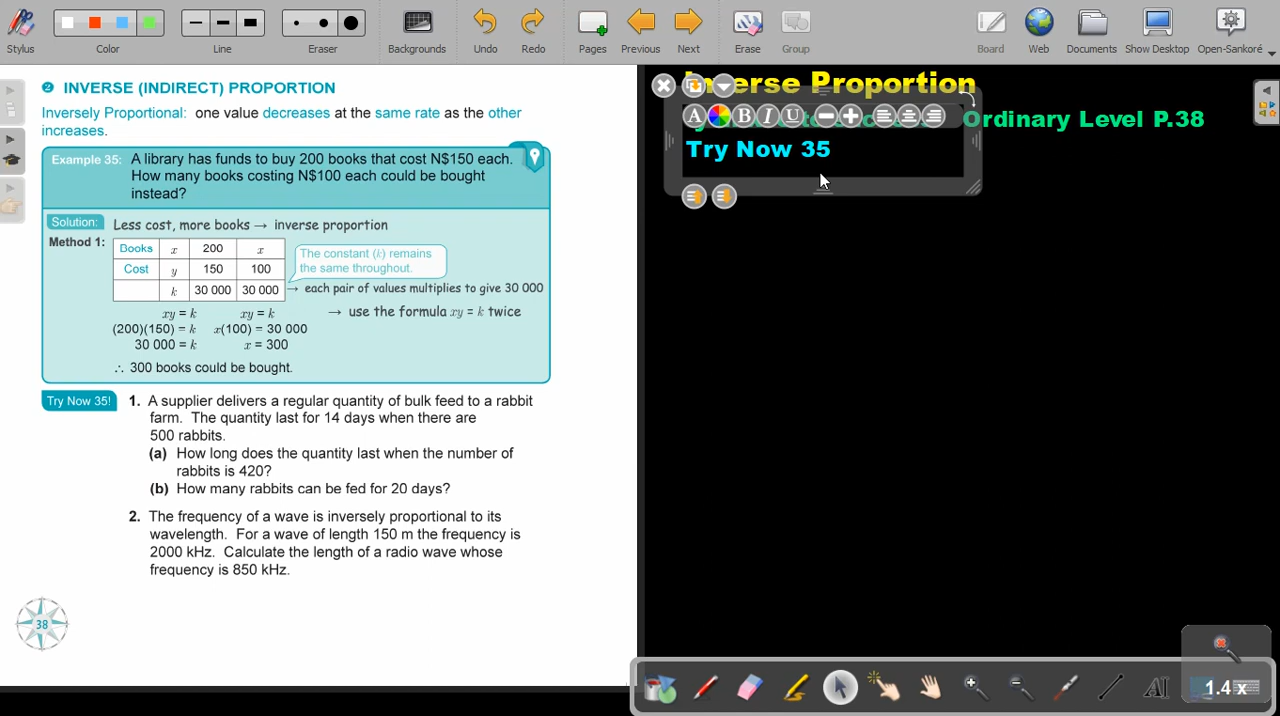 Stylus
Color
Line
Eraser
Backgrounds
Undo
Redo
Pages
Previous
Next
Erase
Group
Board
Web
Documents
Show Desktop
Open-Sankoré
❷ INVERSE (INDIRECT) PROPORTION
Inversely Proportional: one value decreases at the same rate as the other
increases.
Example 35: A library has funds to buy 200 books that cost N$150 each.
How many books costing N$100 each could be bought
instead?
Solution: Less cost, more books → inverse proportion
Method 1:
Books x 200 x
Cost y 150 100
k 30 000 30 000
The constant (k) remains
the same throughout.
→ each pair of values multiplies to give 30 000
xy = k xy = k → use the formula xy = k twice
(200)(150) = k x(100) = 30 000
30 000 = k x = 300
∴ 300 books could be bought.
Try Now 35! 1. A supplier delivers a regular quantity of bulk feed to a rabbit
farm. The quantity last for 14 days when there are
500 rabbits.
(a) How long does the quantity last when the number of
rabbits is 420?
(b) How many rabbits can be fed for 20 days?
2. The frequency of a wave is inversely proportional to its
wavelength. For a wave of length 150 m the frequency is
2000 kHz. Calculate the length of a radio wave whose
frequency is 850 kHz.
38
Inverse Proportion
Ordinary Level P.38
A B I U
Try Now 35
AI
1.4 x